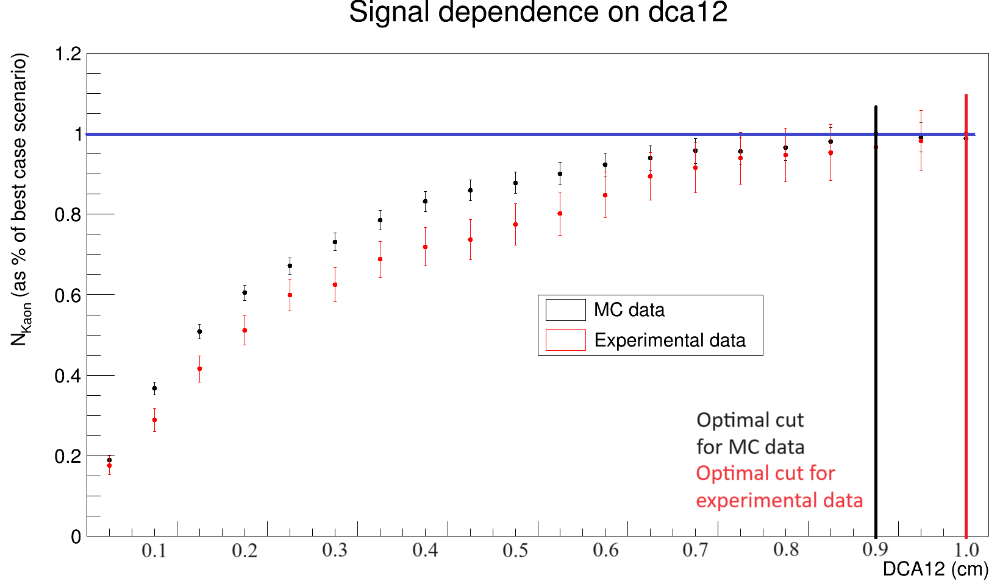 Signal dependence on dca12
N_Kaon (as % of best case scenario)
1.2
1
0.8
0.6
0.4
0.2
0
MC data
Experimental data
Optimal cut
for MC data
Optimal cut for
experimental data
0.1 0.2 0.3 0.4 0.5 0.6 0.7 0.8 0.9 1.0
DCA12 (cm)